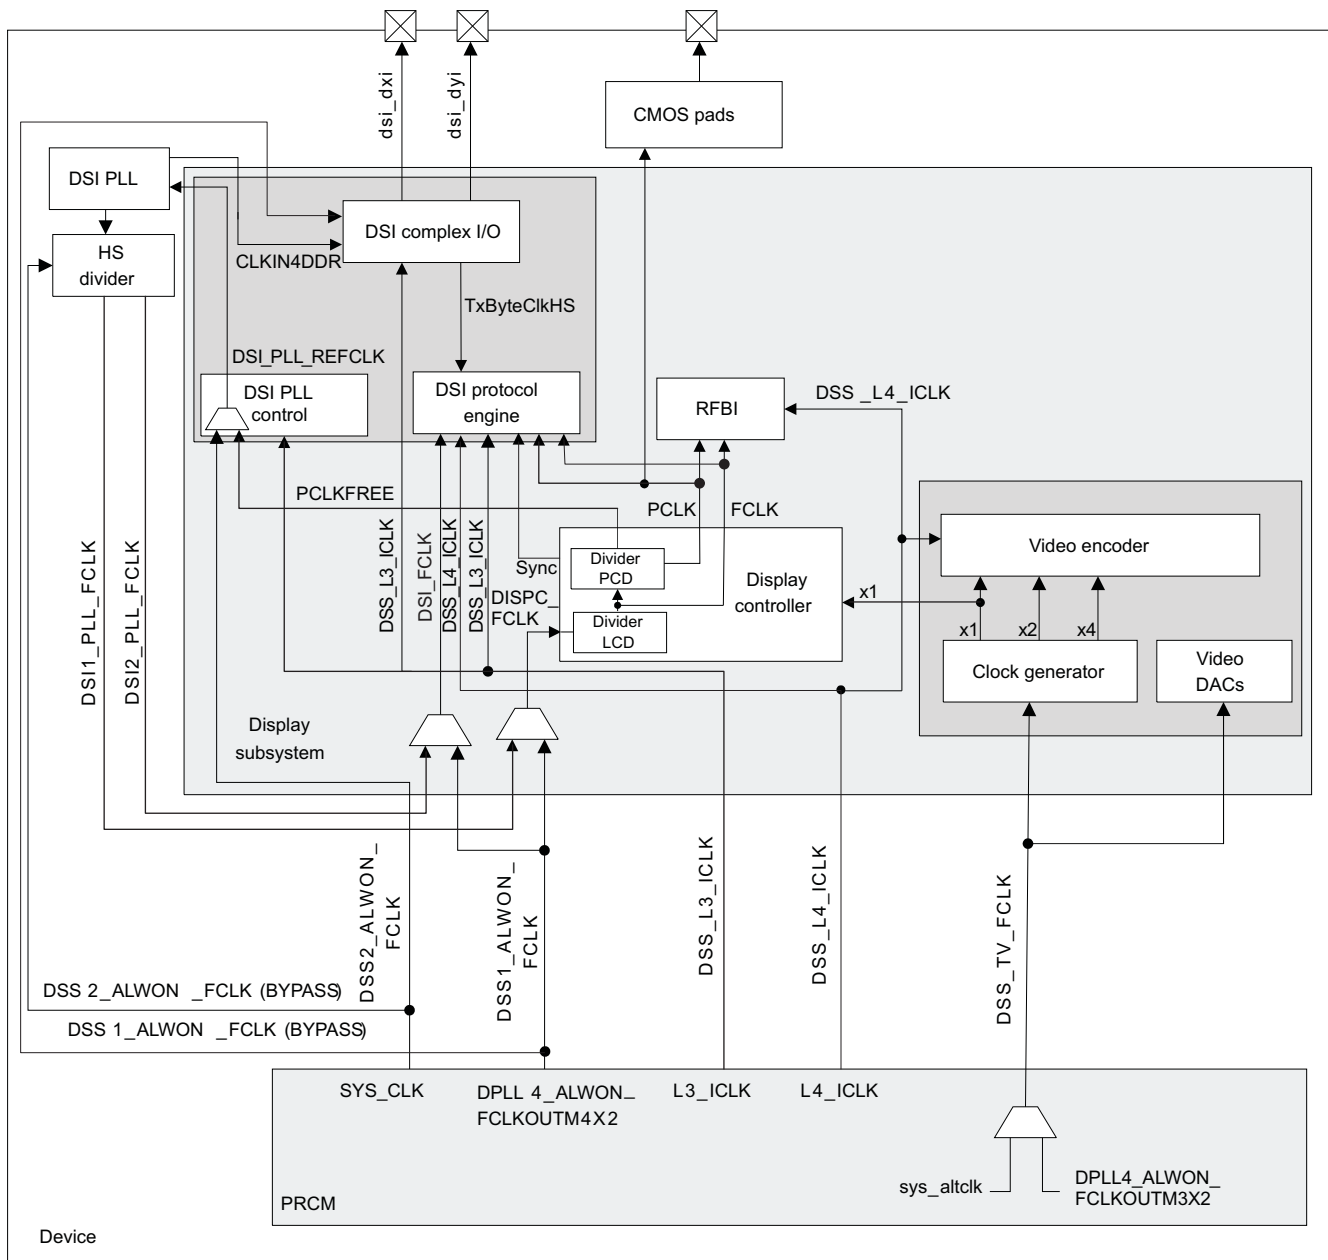 dsi_dxi
dsi_dyi
CMOS pads
DSI PLL
DSI complex I/O
HS
divider
CLKIN4DDR
TxByteClkHS
DSI_PLL_REFCLK
DSI PLL
control
DSI protocol
engine
RFBI
DSS _L4_ICLK
PCLKFREE
PCLK
FCLK
DSI1_PLL_FCLK
DSI2_PLL_FCLK
DSS_L3_ICLK
DSI_FCLK
DSS_L4_ICLK
DSS_L3_ICLK
Sync
DISPC_
FCLK
Divider
PCD
Divider
LCD
Display
controller
x1
Video encoder
x1
x2
x4
Clock generator
Video
DACs
Display
subsystem
DSS2_ALWON_
FCLK
DSS1_ALWON_
FCLK
DSS_L3_ICLK
DSS_L4_ICLK
DSS_TV_FCLK
DSS 2_ALWON _FCLK (BYPASS)
DSS 1_ALWON _FCLK (BYPASS)
SYS_CLK
DPLL 4_ALWON_
FCLKOUTM4X2
L3_ICLK
L4_ICLK
sys_altclk
DPLL4_ALWON_
FCLKOUTM3X2
PRCM
Device